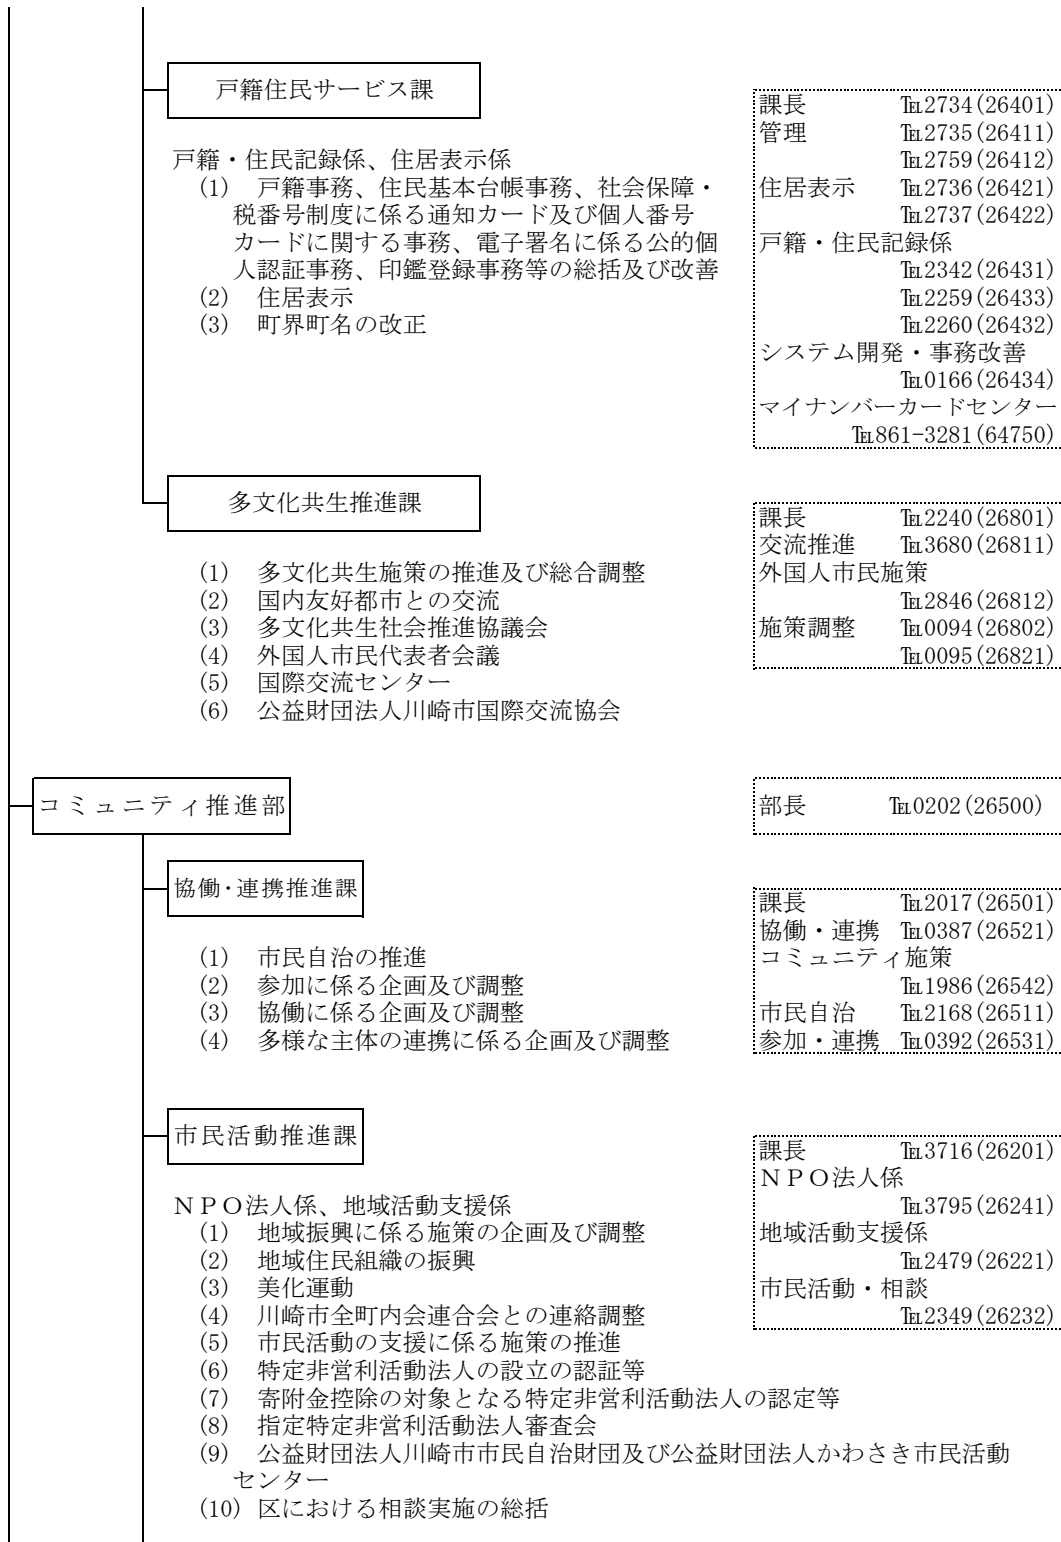 戸籍住民サービス課
戸籍・住民記録係、住居表示係
(1)　戸籍事務、住民基本台帳事務、社会保障・
税番号制度に係る通知カード及び個人番号
カードに関する事務、電子署名に係る公的個
人認証事務、印鑑登録事務等の総括及び改善
(2)　住居表示
(3)　町界町名の改正
課長　℡2734(26401)
管理　℡2735(26411)
℡2759(26412)
住居表示　℡2736(26421)
℡2737(26422)
戸籍・住民記録係
℡2342(26431)
℡2259(26433)
℡2260(26432)
システム開発・事務改善
℡0166(26434)
マイナンバーカードセンター
℡861-3281(64750)
多文化共生推進課
(1)　多文化共生施策の推進及び総合調整
(2)　国内友好都市との交流
(3)　多文化共生社会推進協議会
(4)　外国人市民代表者会議
(5)　国際交流センター
(6)　公益財団法人川崎市国際交流協会
課長　℡2240(26801)
交流推進　℡3680(26811)
外国人市民施策
℡2846(26812)
施策調整　℡0094(26802)
℡0095(26821)
コミュニティ推進部
部長　℡0202(26500)
協働・連携推進課
(1)　市民自治の推進
(2)　参加に係る企画及び調整
(3)　協働に係る企画及び調整
(4)　多様な主体の連携に係る企画及び調整
課長　℡2017(26501)
協働・連携　℡0387(26521)
コミュニティ施策
℡1986(26542)
市民自治　℡2168(26511)
参加・連携　℡0392(26531)
市民活動推進課
ＮＰＯ法人係、地域活動支援係
(1)　地域振興に係る施策の企画及び調整
(2)　地域住民組織の振興
(3)　美化運動
(4)　川崎市全町内会連合会との連絡調整
(5)　市民活動の支援に係る施策の推進
(6)　特定非営利活動法人の設立の認証等
(7)　寄附金控除の対象となる特定非営利活動法人の認定等
(8)　指定特定非営利活動法人審査会
(9)　公益財団法人川崎市市民自治財団及び公益財団法人かわさき市民活動
センター
(10) 区における相談実施の総括
課長　℡3716(26201)
ＮＰＯ法人係
℡3795(26241)
地域活動支援係
℡2479(26221)
市民活動・相談
℡2349(26232)